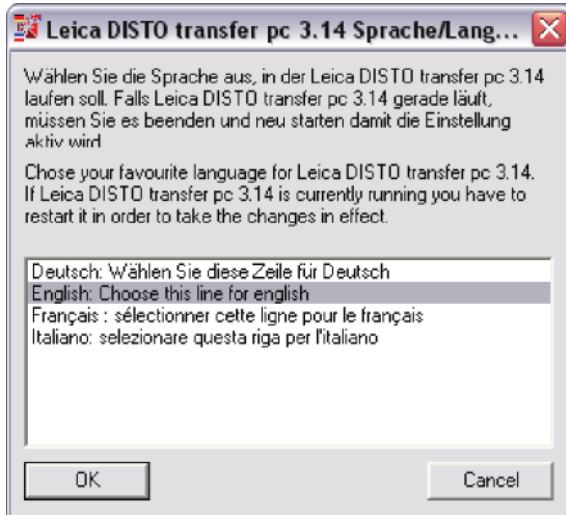 Leica DISTO transfer pc 3.14 Sprache/Lang...
Wählen Sie die Sprache aus, in der Leica DISTO transfer pc 3.14
laufen soll. Falls Leica DISTO transfer pc 3.14 gerade läuft,
müssen Sie es beenden und neu starten damit die Einstellung
aktiv wird
Chose your favourite language for Leica DISTO transfer pc 3.14.
If Leica DISTO transfer pc 3.14 is currently running you have to
restart it in order to take the changes in effect.
Deutsch: Wählen Sie diese Zeile für Deutsch
English: Choose this line for english
Français : sélectionner cette ligne pour le français
Italiano: selezionare questa riga per l'italiano
OK
Cancel